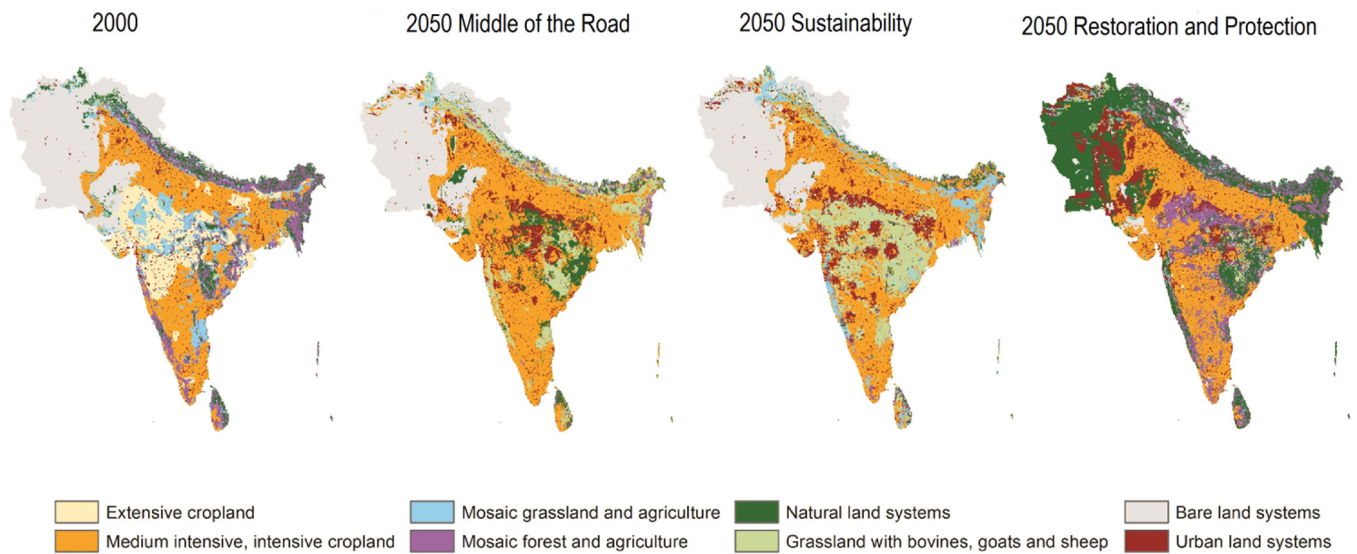 2000
2050 Middle of the Road
2050 Sustainability
2050 Restoration and Protection
Extensive cropland
Mosaic grassland and agriculture
Natural land systems
Bare land systems
Medium intensive, intensive cropland
Mosaic forest and agriculture
Grassland with bovines, goats and sheep
Urban land systems